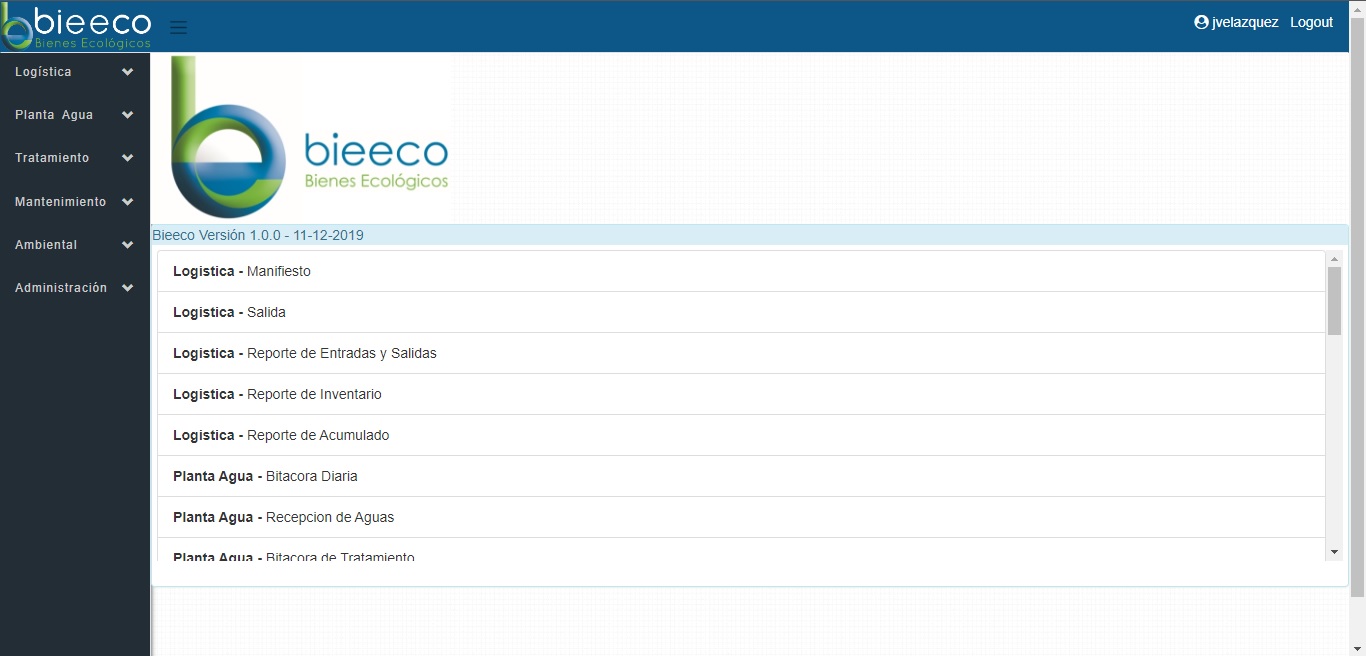 bieeco
Bienes Ecológicos
jvelazquez Logout
Logística
Planta Agua
Tratamiento
Mantenimiento
Ambiental
Administración
bieeco
Bienes Ecológicos
Bieeco Versión 1.0.0 - 11-12-2019
Logistica - Manifiesto
Logistica - Salida
Logistica - Reporte de Entradas y Salidas
Logistica - Reporte de Inventario
Logistica - Reporte de Acumulado
Planta Agua - Bitacora Diaria
Planta Agua - Recepcion de Aguas
Planta Agua - Bitacora de Tratamiento